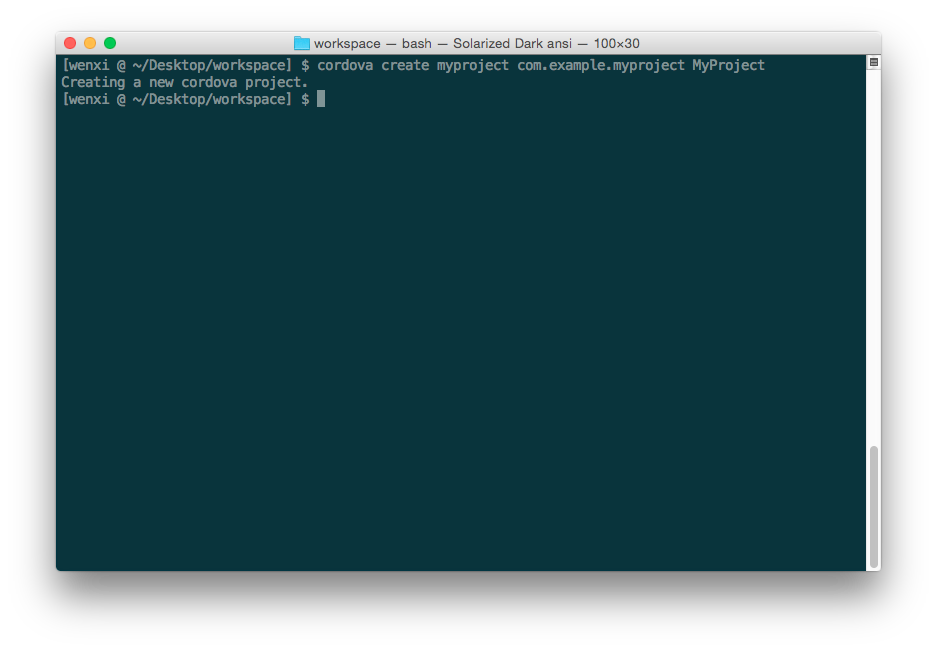 workspace — bash — Solarized Dark ansi — 100×30
[wenxi @ ~/Desktop/workspace] $ cordova create myproject com.example.myproject MyProject
Creating a new cordova project.
[wenxi @ ~/Desktop/workspace] $